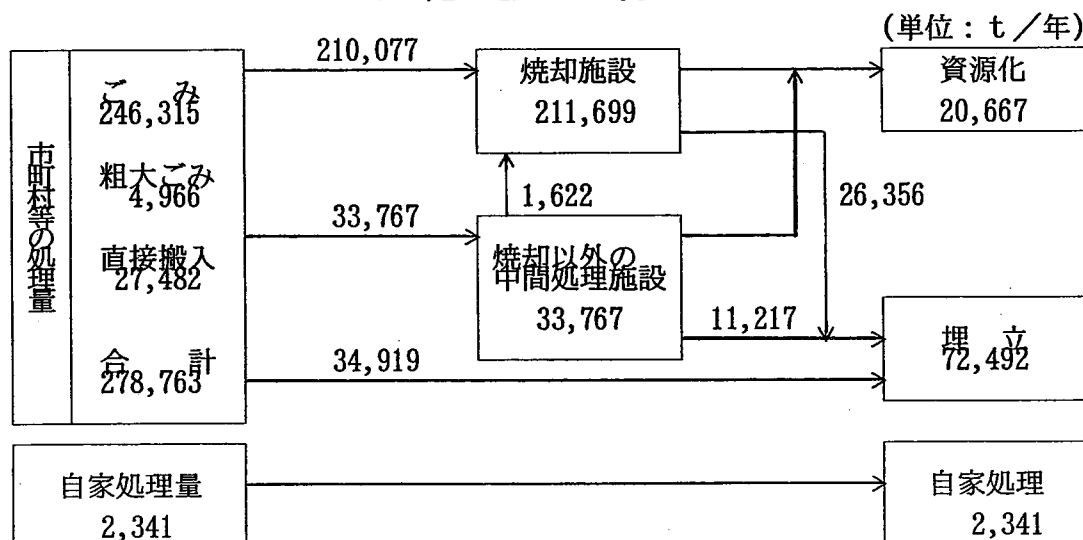 (単位：ｔ／年)
市町村等の処理量
ご　み
246,315
粗大ごみ
4,966
直接搬入
27,482
合　計
278,763
210,077
33,767
34,919
焼却施設
211,699
1,622
焼却以外の
中間処理施設
33,767
11,217
26,356
資源化
20,667
埋　立
72,492
自家処理量
2,341
自家処理
2,341